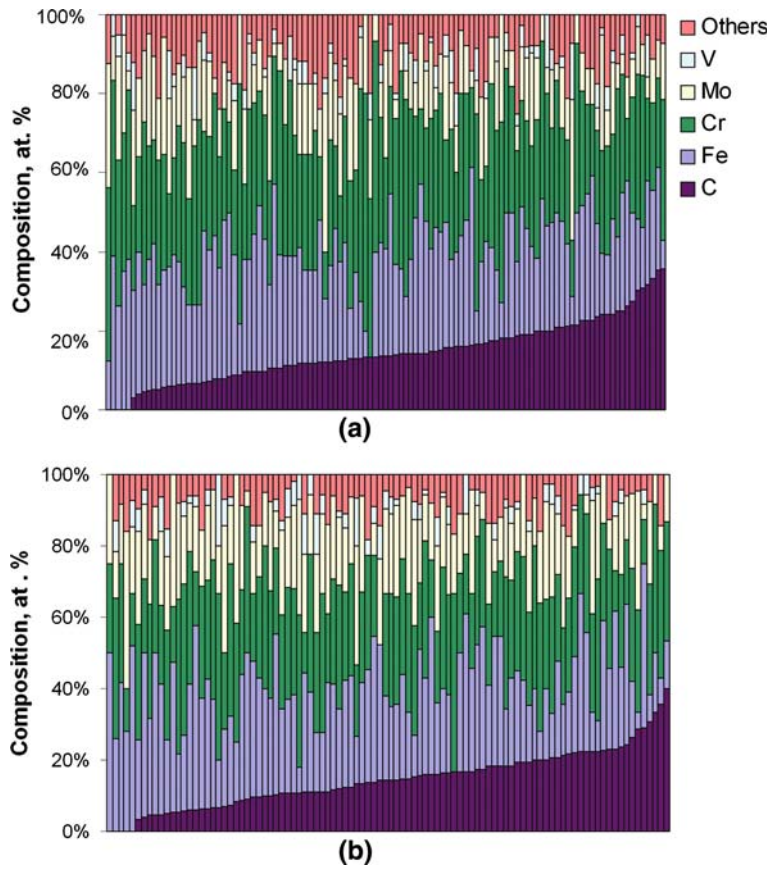 100%
80%
60%
40%
20%
0%
Composition, at. %
Others
V
Mo
Cr
Fe
C
(a)
100%
80%
60%
40%
20%
0%
Composition, at . %
(b)